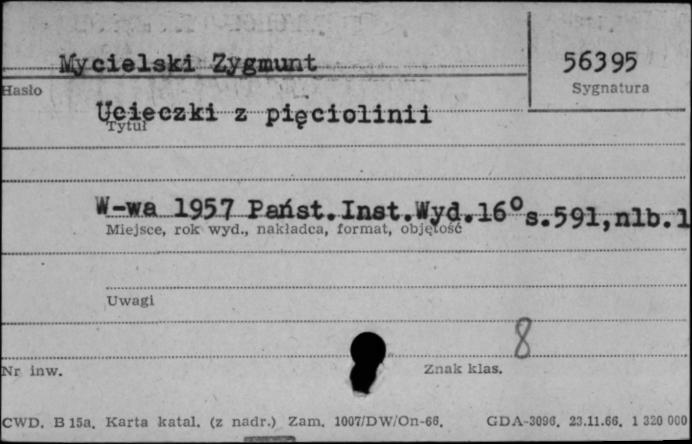 Mycielski Zygmunt
56395
Hasło
Sygnatura
Ucieczki z pięciolinii
Tytuł
W-wa 1957 Państ.Inst.Wyd.16° s.591,nlb.1
Miejsce, rok wyd., nakładca, format, objętość
Uwagi
8
Nr inw.
Znak klas.
CWD. B 15a. Karta katal. (z nadr.) Zam. 1007/DW/On-66. GDA-3096. 23.11.66. 1 320 000